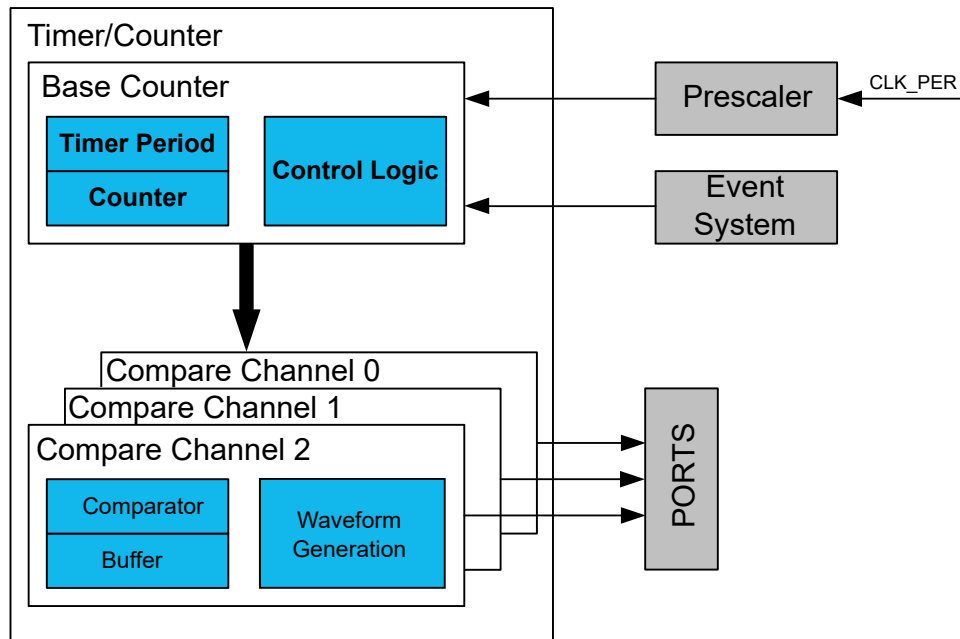 Timer/Counter
Base Counter
Timer Period
Counter
Control Logic
Prescaler
CLK_PER
Event
System
Compare Channel 0
Compare Channel 1
Compare Channel 2
Comparator
Buffer
Waveform
Generation
PORTS